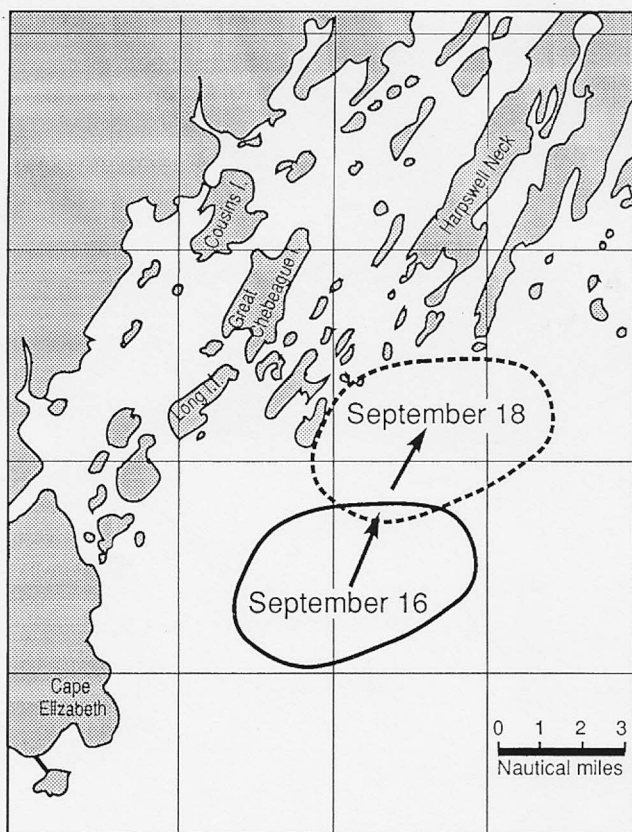 Harpswell Neck
Cousins I.
Great
Chebeague I.
Long I.
September 18
September 16
Cape
Elizabeth
0 1 2 3
Nautical miles